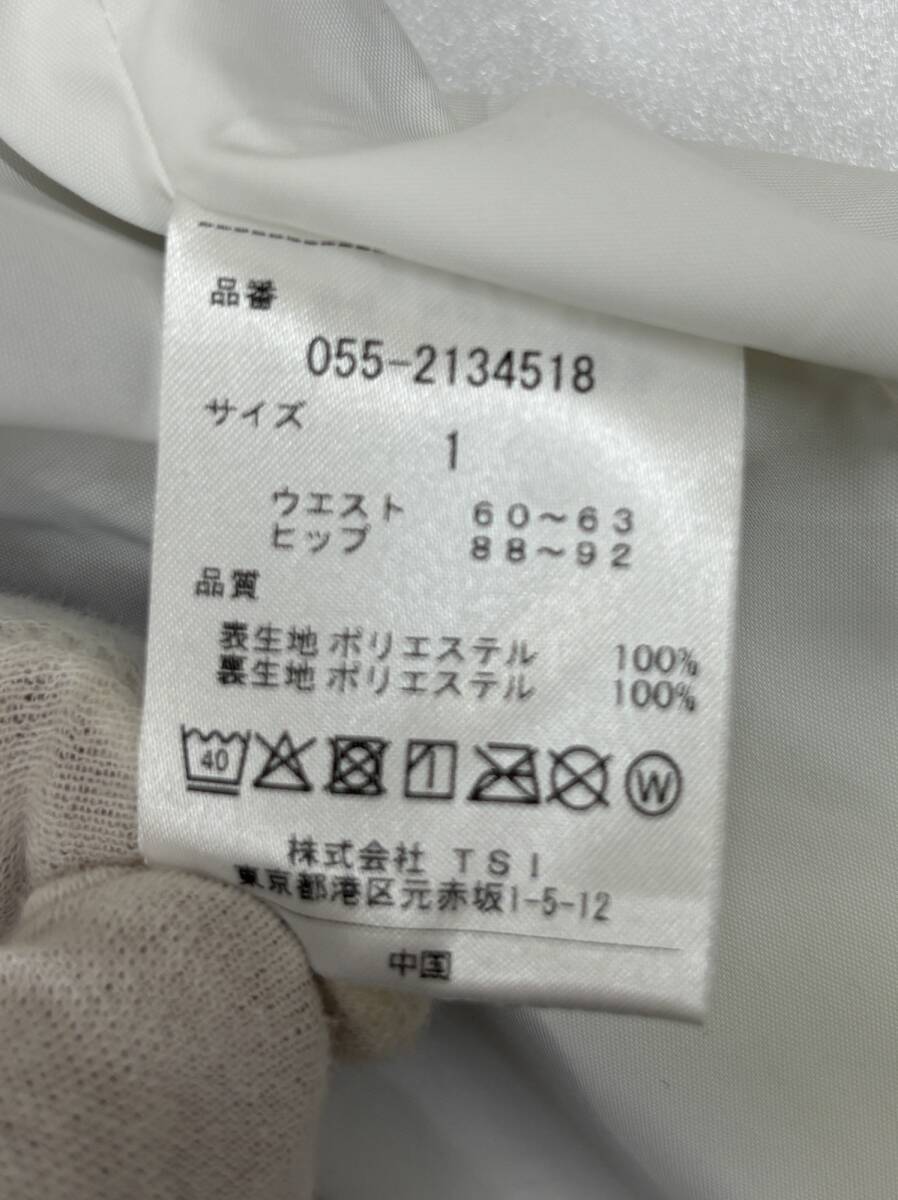 品番
055-2134518
サイズ
1
ウエスト 60~63
ヒップ 88~92
品質
表生地 ポリエステル 100%
裏生地 ポリエステル 100%
40 W
株式会社 TSI
東京都港区元赤坂1-5-12
中国